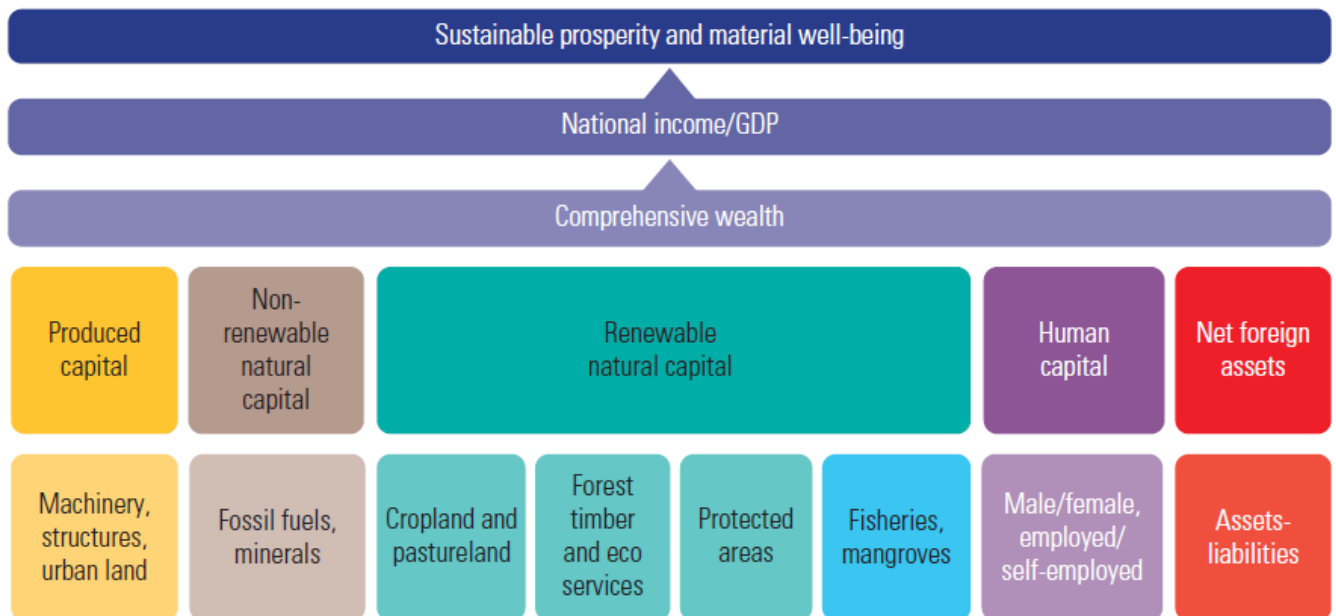 Sustainable prosperity and material well-being
National income/GDP
Comprehensive wealth
Produced
capital
Non-
renewable
natural
capital
Renewable
natural capital
Human
capital
Net foreign
assets
Machinery,
structures,
urban land
Fossil fuels,
minerals
Cropland and
pastureland
Forest
timber
and eco
services
Protected
areas
Fisheries,
mangroves
Male/female,
employed/
self-employed
Assets-
liabilities